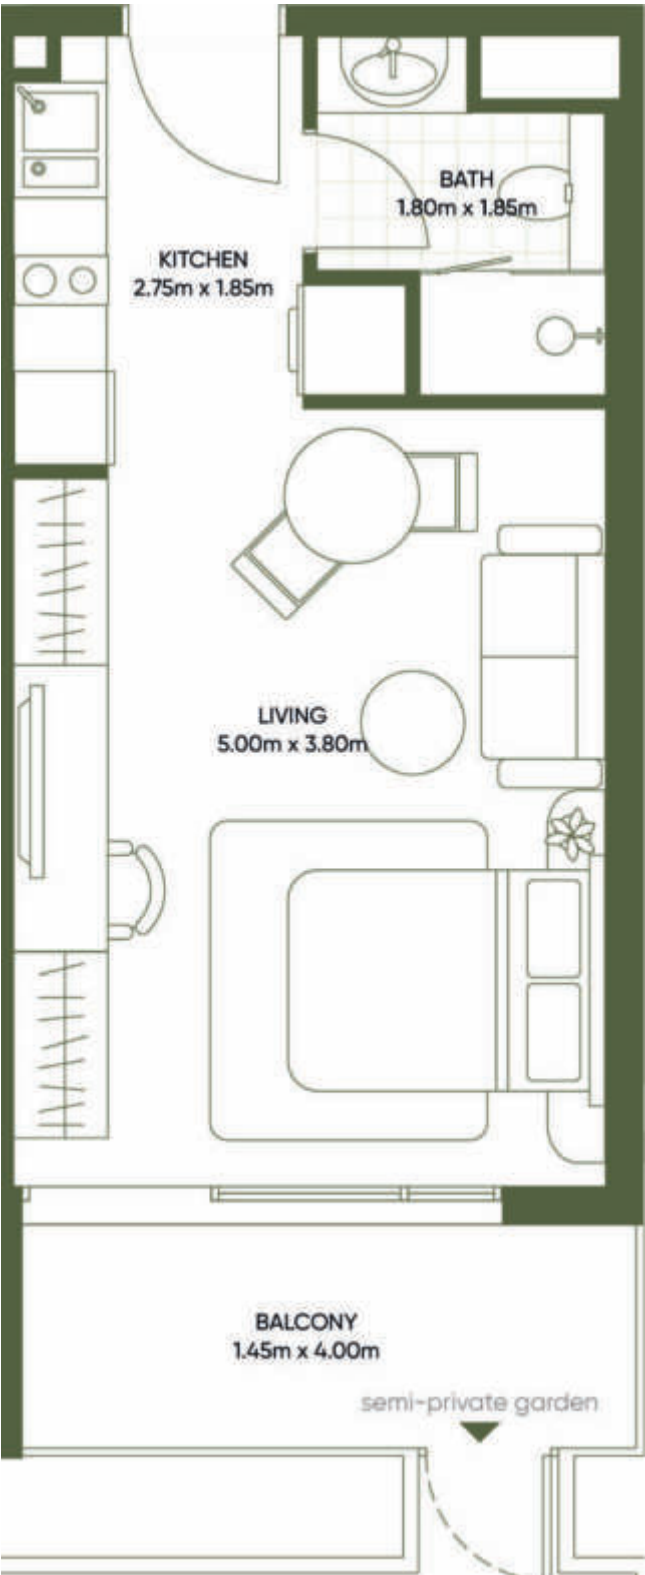 BATH
1.80m x 1.85m
KITCHEN
2.75m x 1.85m
LIVING
5.00m x 3.80m
BALCONY
1.45m x 4.00m
semi-private garden